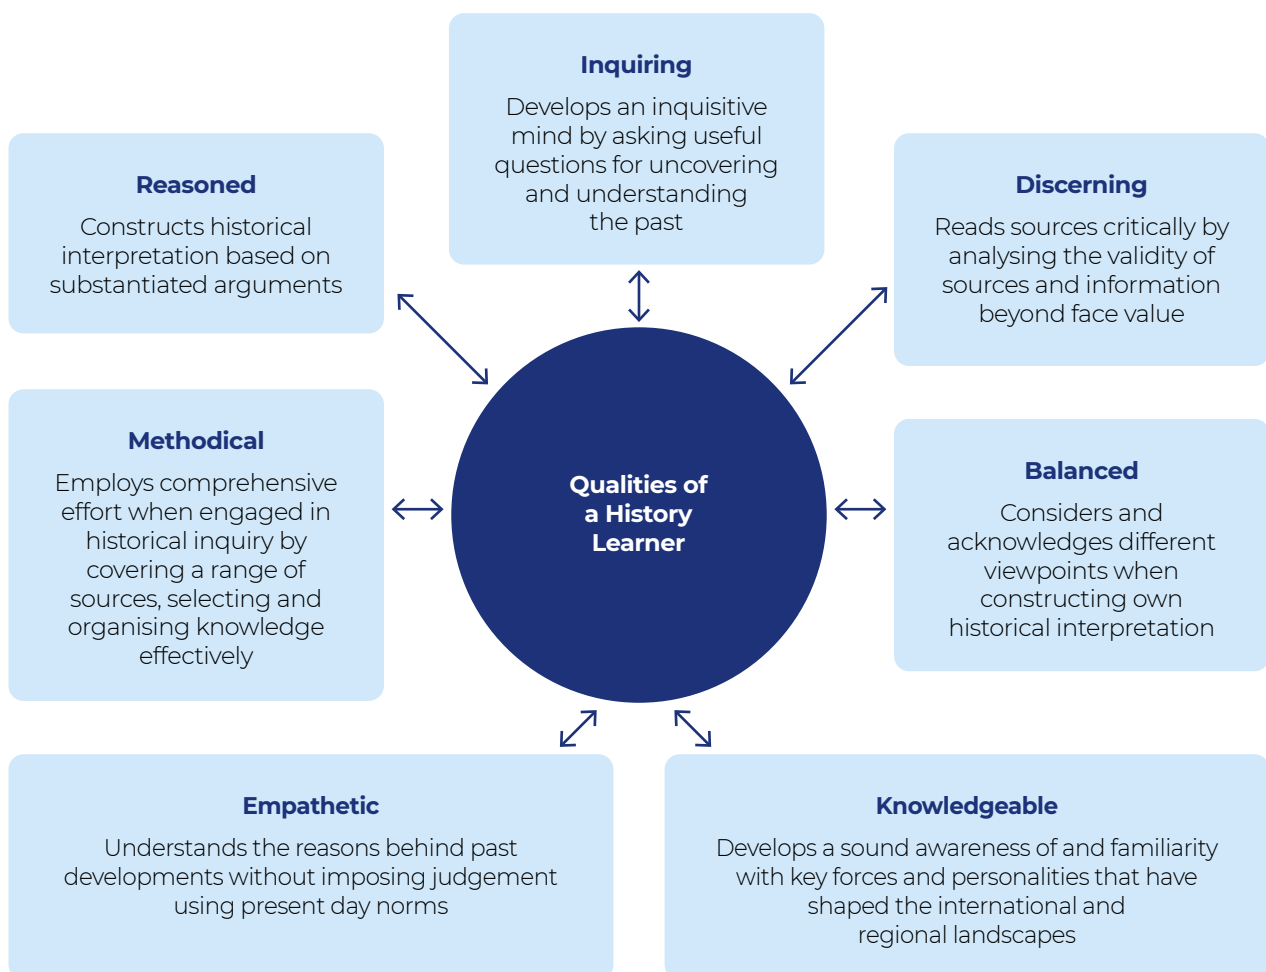 Inquiring
Develops an inquisitive
mind by asking useful
questions for uncovering
and understanding
the past
Reasoned
Constructs historical
interpretation based on
substantiated arguments
Discerning
Reads sources critically by
analysing the validity of
sources and information
beyond face value
Methodical
Employs comprehensive
effort when engaged in
historical inquiry by
covering a range of
sources, selecting and
organising knowledge
effectively
Qualities of
a History
Learner
Balanced
Considers and
acknowledges different
viewpoints when
constructing own
historical interpretation
Empathetic
Understands the reasons behind past
developments without imposing judgement
using present day norms
Knowledgeable
Develops a sound awareness of and familiarity
with key forces and personalities that have
shaped the international and
regional landscapes